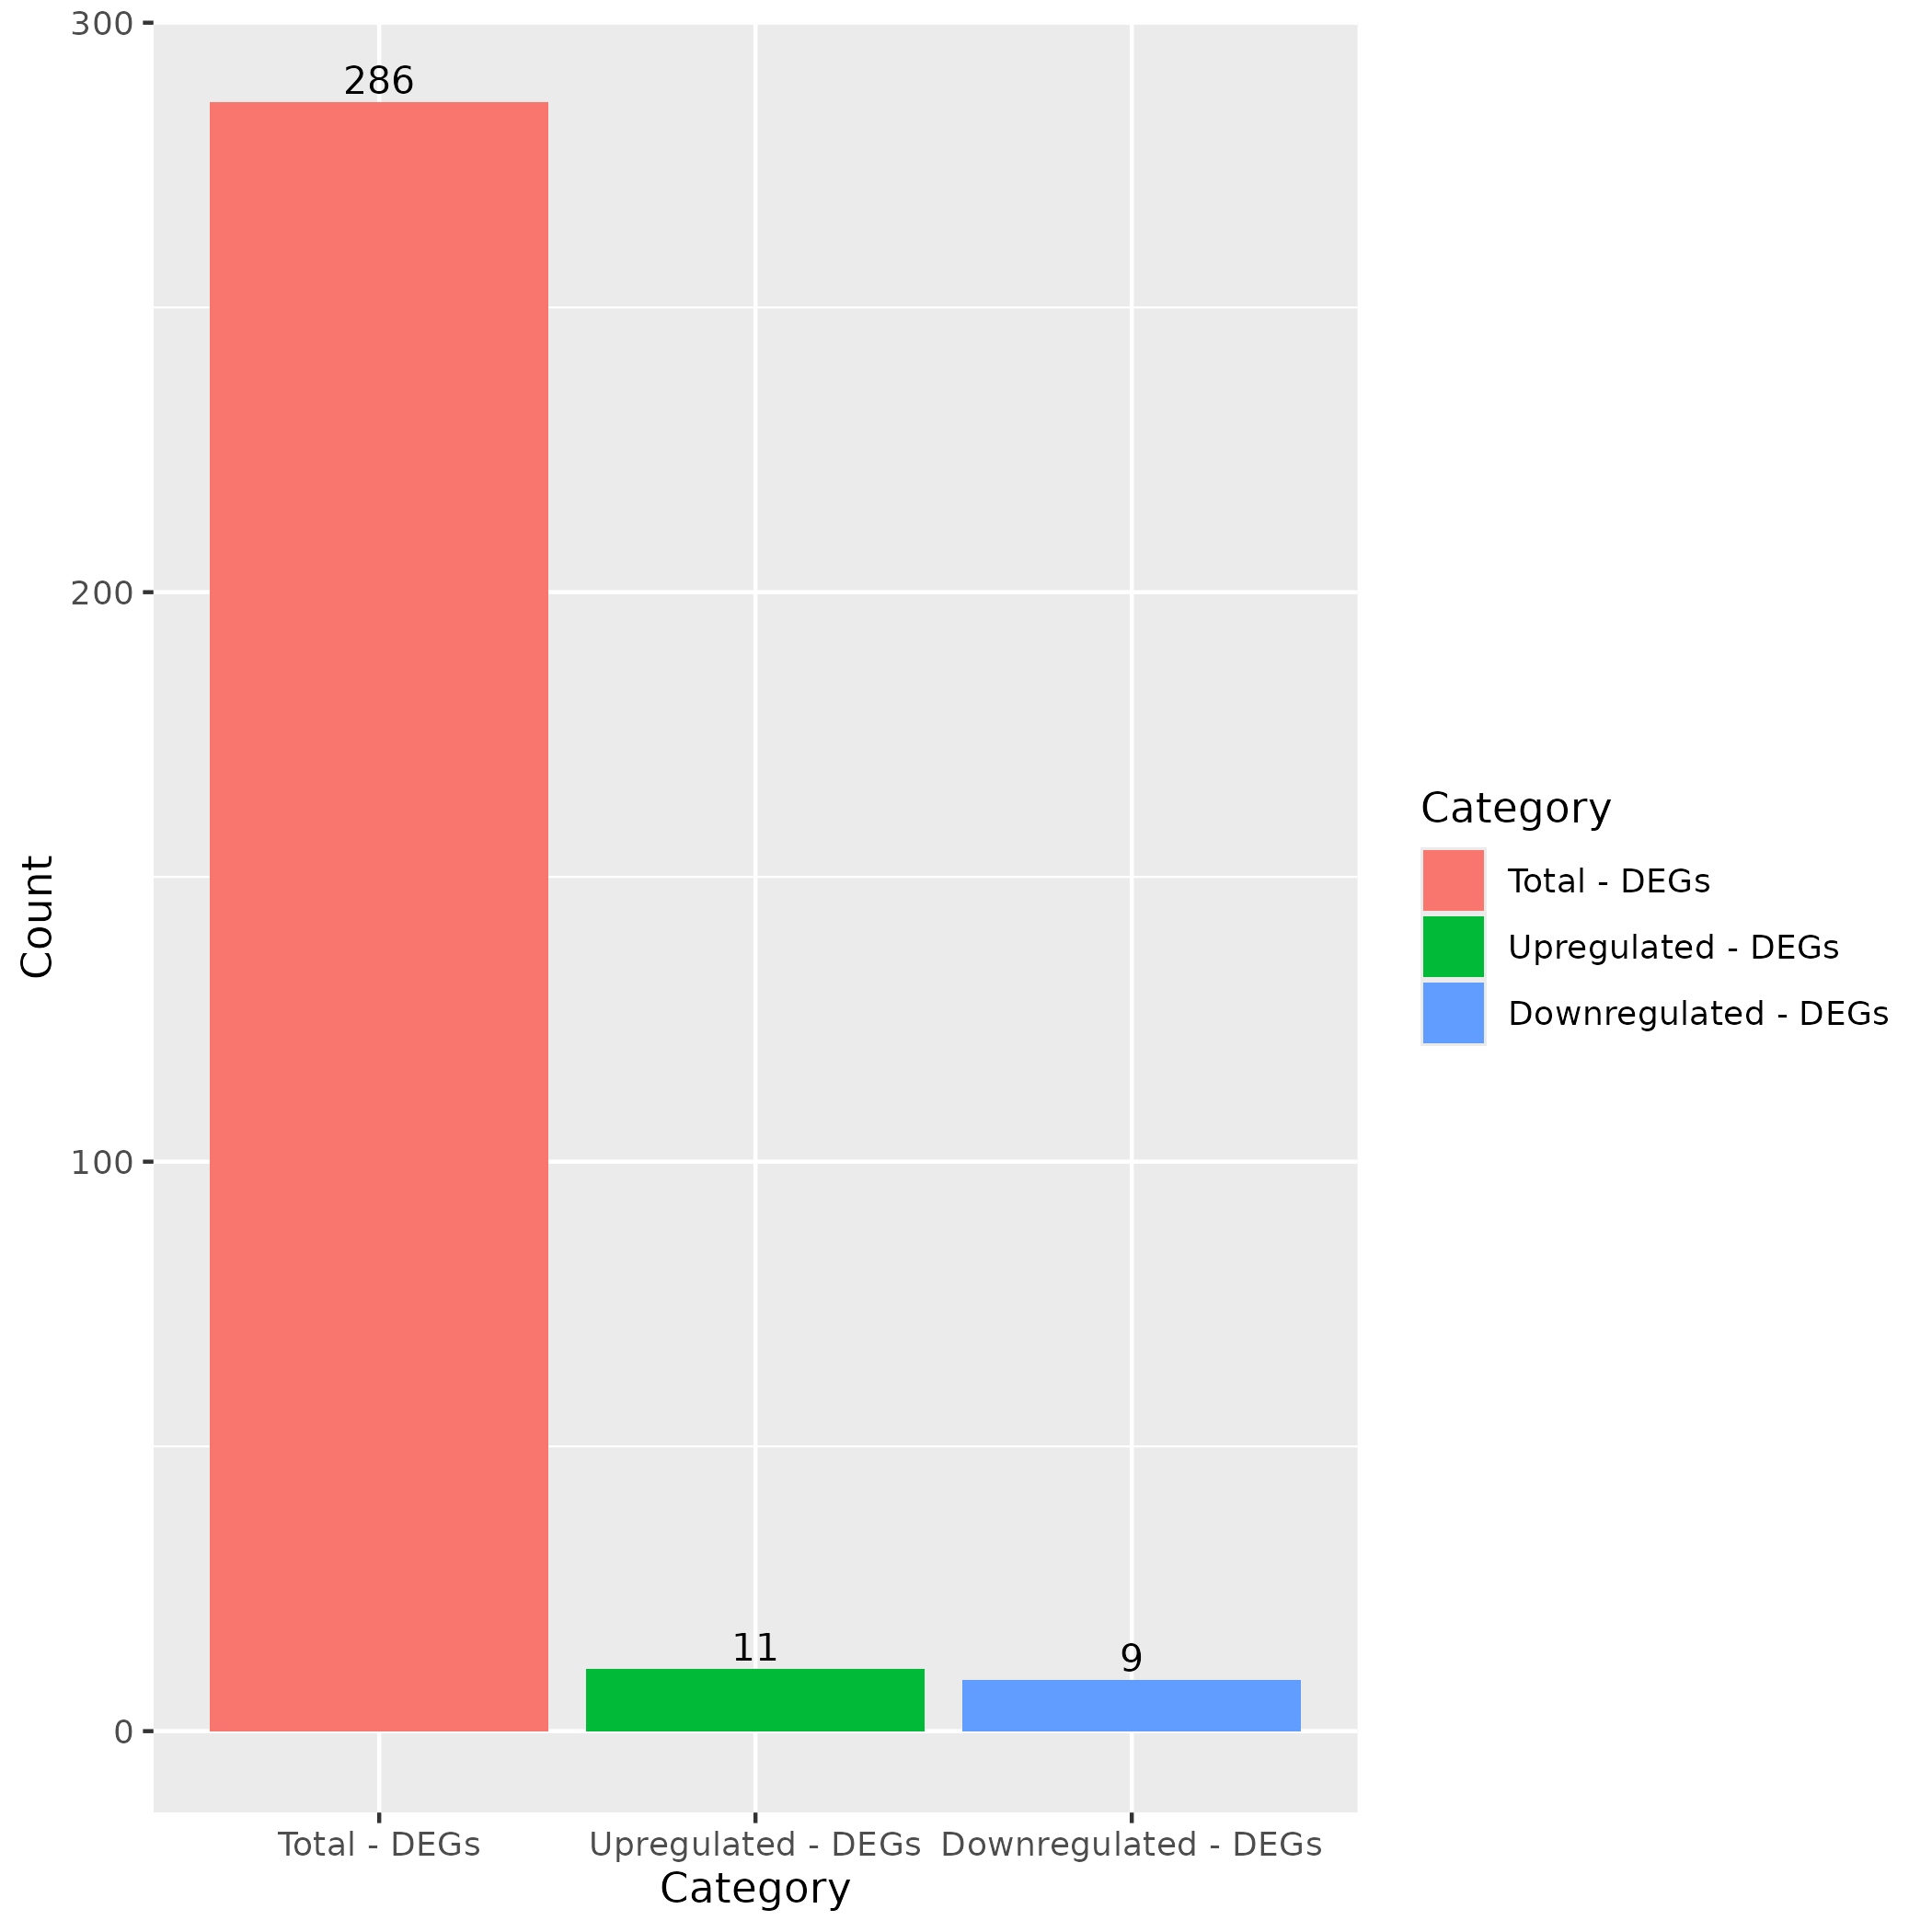 300
286
200
100
11
9
0
Count
Total - DEGs
Upregulated - DEGs
Downregulated - DEGs
Category
Category
Total - DEGs
Upregulated - DEGs
Downregulated - DEGs